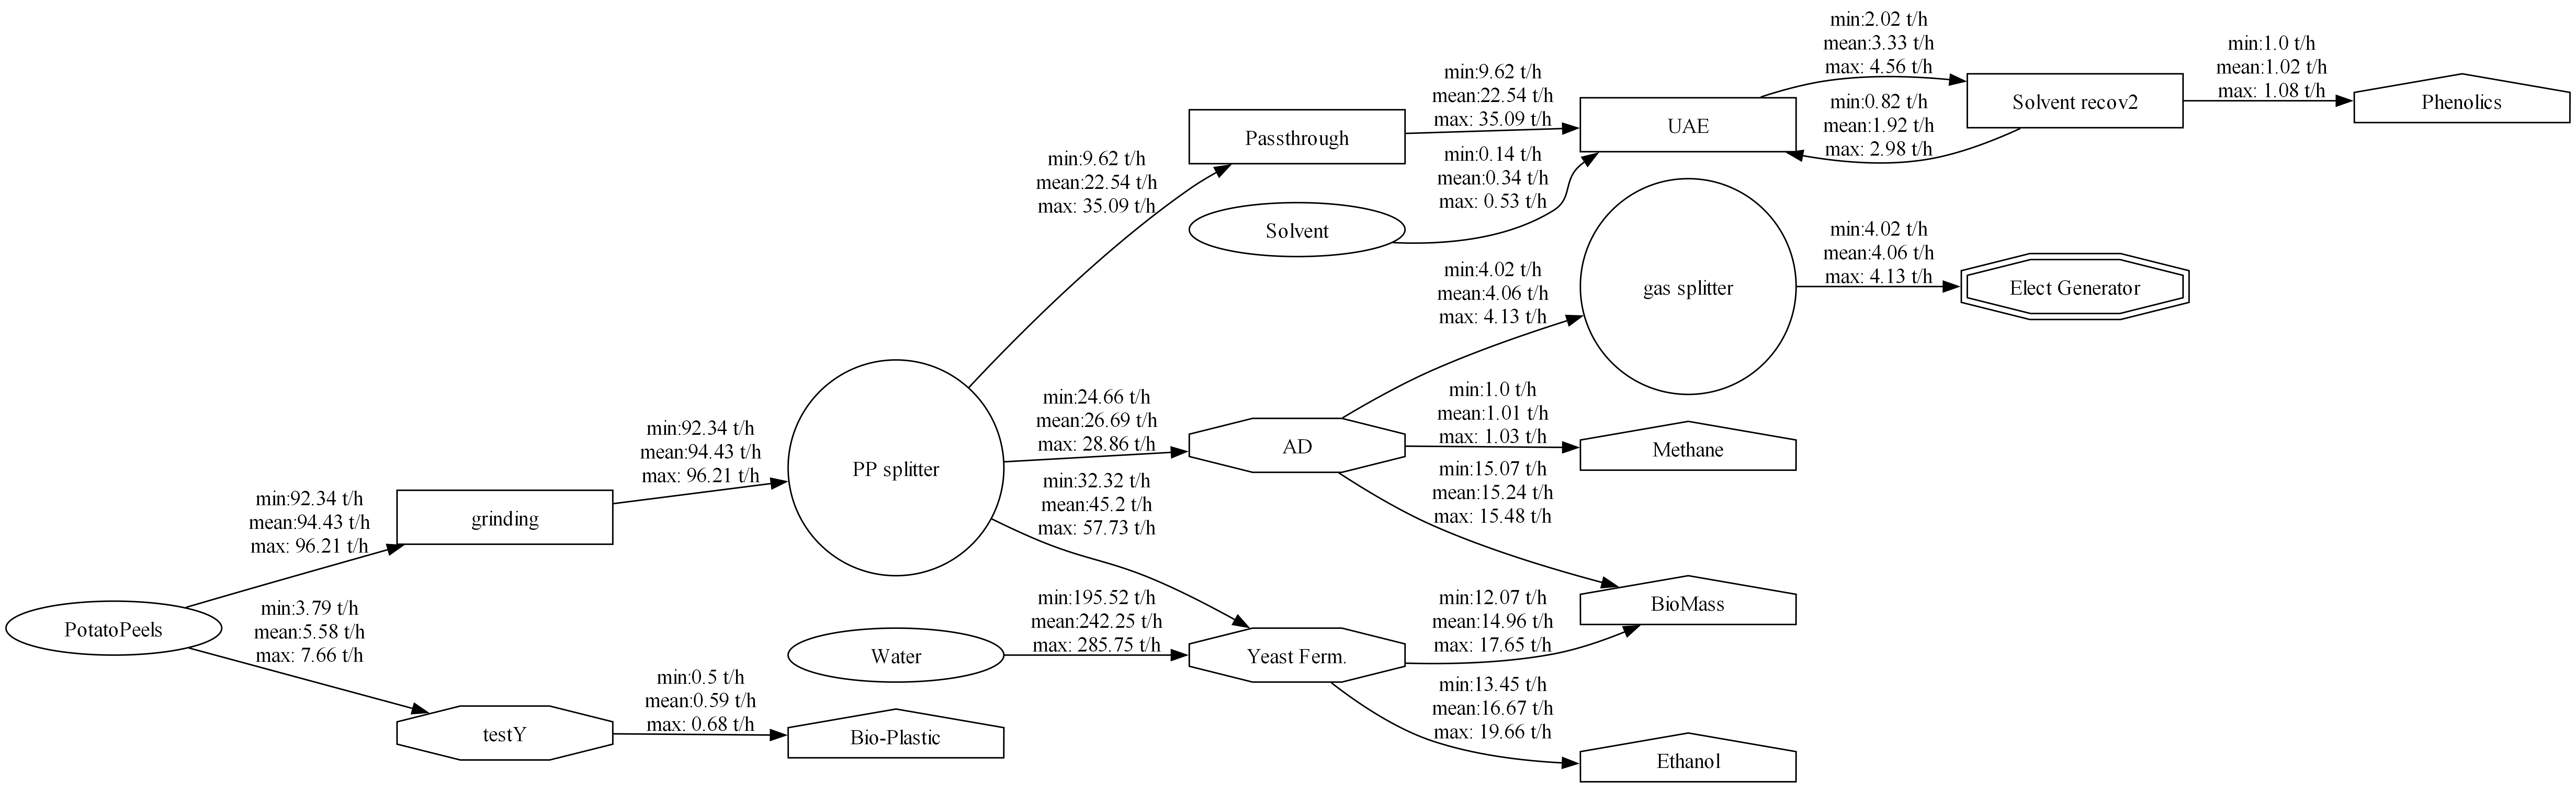 min:2.02 t/h
mean:3.33 t/h
max: 4.56 t/h
min:1.0 t/h
mean:1.02 t/h
max: 1.08 t/h
min:9.62 t/h
mean:22.54 t/h
max: 35.09 t/h
min:0.82 t/h
mean:1.92 t/h
max: 2.98 t/h
Solvent recov2
Phenolics
UAE
Passthrough
min:9.62 t/h
mean:22.54 t/h
max: 35.09 t/h
min:0.14 t/h
mean:0.34 t/h
max: 0.53 t/h
Solvent
min:4.02 t/h
mean:4.06 t/h
max: 4.13 t/h
min:4.02 t/h
mean:4.06 t/h
max: 4.13 t/h
gas splitter
Elect Generator
min:24.66 t/h
mean:26.69 t/h
max: 28.86 t/h
min:1.0 t/h
mean:1.01 t/h
max: 1.03 t/h
AD
Methane
min:92.34 t/h
mean:94.43 t/h
max: 96.21 t/h
PP splitter
min:32.32 t/h
mean:45.2 t/h
max: 57.73 t/h
min:15.07 t/h
mean:15.24 t/h
max: 15.48 t/h
min:92.34 t/h
mean:94.43 t/h
max: 96.21 t/h
grinding
PotatoPeels
min:3.79 t/h
mean:5.58 t/h
max: 7.66 t/h
min:195.52 t/h
mean:242.25 t/h
max: 285.75 t/h
Water
Yeast Ferm.
min:12.07 t/h
mean:14.96 t/h
max: 17.65 t/h
BioMass
min:0.5 t/h
mean:0.59 t/h
max: 0.68 t/h
testY
Bio-Plastic
min:13.45 t/h
mean:16.67 t/h
max: 19.66 t/h
Ethanol